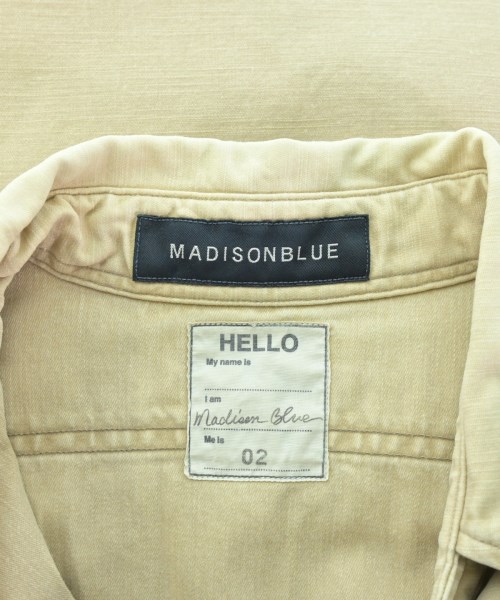 MADISONBLUE
HELLO
My name is
I am
Madison Blue
Me is
02